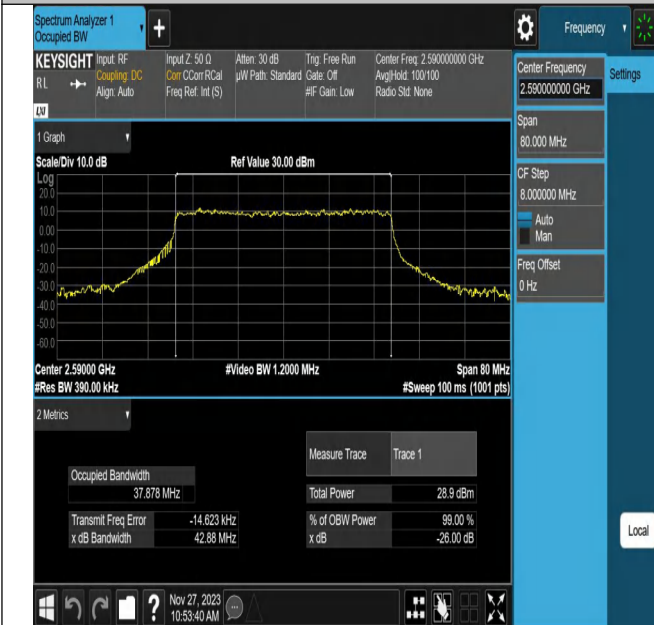 Spectrum Analyzer 1
Occupied BW
+
Frequency
KEYSIGHT
RL
LXI
Input: RF
Coupling: DC
Align: Auto
Input Z: 50 Ω
Corr CCorr RCal
Freq Ref: Int (S)
Atten: 30 dB
µW Path: Standard
Trig: Free Run
Gate: Off
#IF Gain: Low
Center Freq: 2.590000000 GHz
Avg|Hold: 100/100
Radio Std: None
Center Frequency
2.590000000 GHz
Settings
Span
80.000 MHz
CF Step
8.000000 MHz
Auto
Man
Freq Offset
0 Hz
1 Graph
Scale/Div 10.0 dB
Ref Value 30.00 dBm
Log
20.0
10.0
0.00
-10.0
-20.0
-30.0
-40.0
-50.0
-60.0
Center 2.59000 GHz
#Video BW 1.2000 MHz
Span 80 MHz
#Res BW 390.00 kHz
#Sweep 100 ms (1001 pts)
2 Metrics
Measure Trace Trace 1
Occupied Bandwidth
37.878 MHz
Total Power 28.9 dBm
Transmit Freq Error -14.623 kHz
% of OBW Power 99.00 %
x dB Bandwidth 42.88 MHz
x dB -26.00 dB
Local
?
Nov 27, 2023
10:53:40 AM